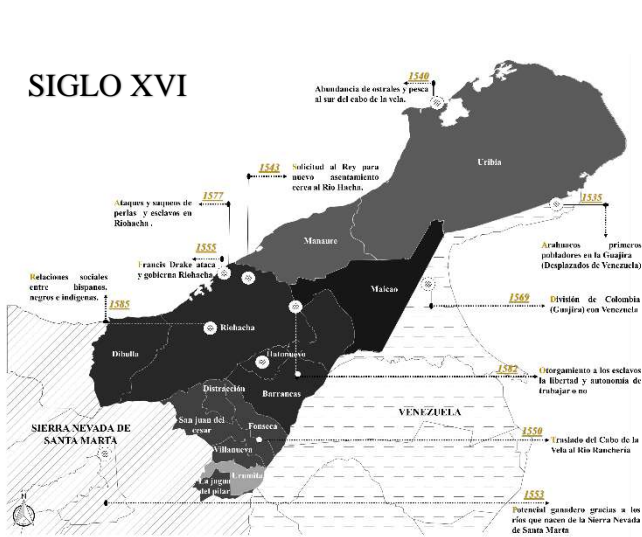 SIGLO XVI
1540
Abundancia de ostrales y pesca
al sur del cabo de la vela.
1543
Solicitud al Rey para
nuevo asentamiento
cerca al Rio Hacha.
1577
Ataques y saqueos de
perlas y esclavos en
Riohacha .
1555
Francis Drake ataca
y gobierna Riohacha.
Relaciones sociales
entre hispanos,
negros e indigenas.
1585
Uribia
1535
Arahuacos primeros
pobladores en la Guajira
(Desplazados de Venezuela)
Manaure
Maicao
1569
División de Colombia
(Guajira) con Venezuela
Riohacha
Dibulla
Hatonuevo
1582
Otorgamiento a los esclavos
la libertad y autonomia de
trabajar o no
Distracción
Barrancas
San juan del
cesar
Fonseca
VENEZUELA
SIERRA NEVADA DE
SANTA MARTA
Villanueva
1550
Traslado del Cabo de la
Vela al Rio Ranchería
Urumita
La jagua
del pilar
1553
Potencial ganadero gracias a los
ríos que nacen de la Sierra Nevada
de Santa Marta
N